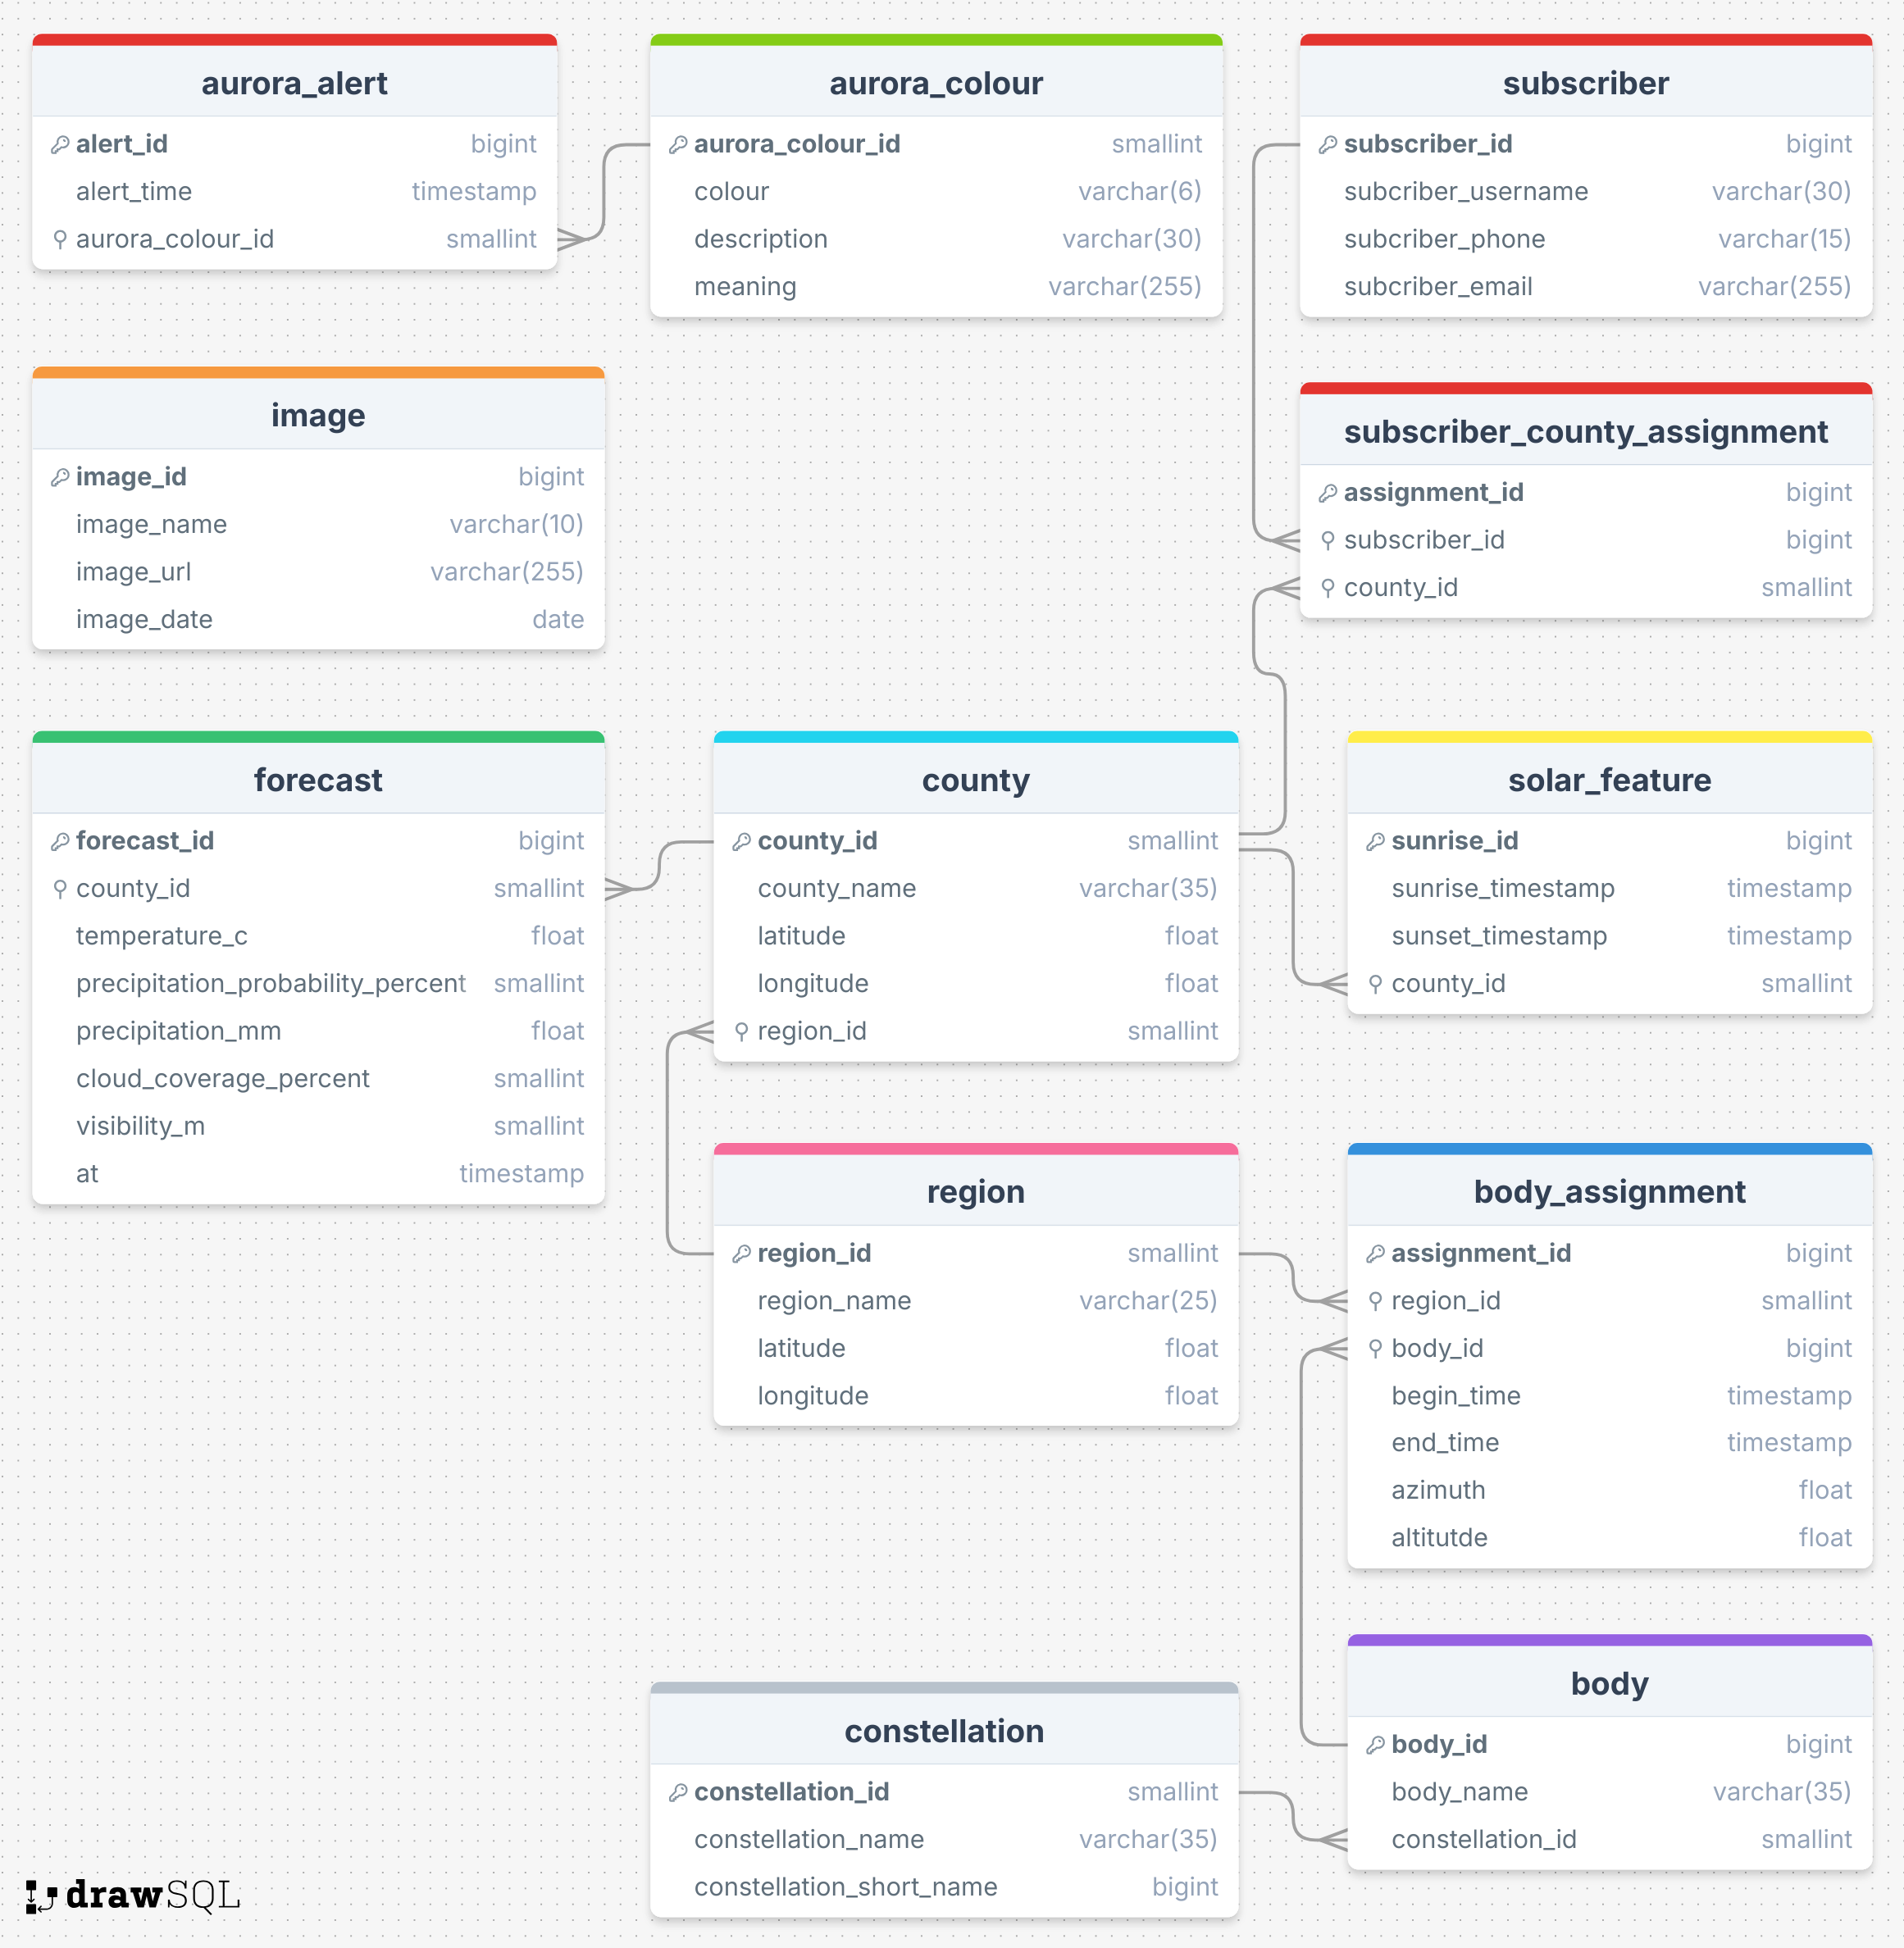 aurora_alert
alert_id bigint
alert_time timestamp
aurora_colour_id smallint
aurora_colour
aurora_colour_id smallint
colour varchar(6)
description varchar(30)
meaning varchar(255)
subscriber
subscriber_id bigint
subcriber_username varchar(30)
subcriber_phone varchar(15)
subcriber_email varchar(255)
image
image_id bigint
image_name varchar(10)
image_url varchar(255)
image_date date
subscriber_county_assignment
assignment_id bigint
subscriber_id bigint
county_id smallint
forecast
forecast_id bigint
county_id smallint
temperature_c float
precipitation_probability_percent smallint
precipitation_mm float
cloud_coverage_percent smallint
visibility_m smallint
at timestamp
county
county_id smallint
county_name varchar(35)
latitude float
longitude float
region_id smallint
solar_feature
sunrise_id bigint
sunrise_timestamp timestamp
sunset_timestamp timestamp
county_id smallint
region
region_id smallint
region_name varchar(25)
latitude float
longitude float
body_assignment
assignment_id bigint
region_id smallint
body_id bigint
begin_time timestamp
end_time timestamp
azimuth float
altitutde float
constellation
constellation_id smallint
constellation_name varchar(35)
constellation_short_name bigint
body
body_id bigint
body_name varchar(35)
constellation_id smallint
drawSQL